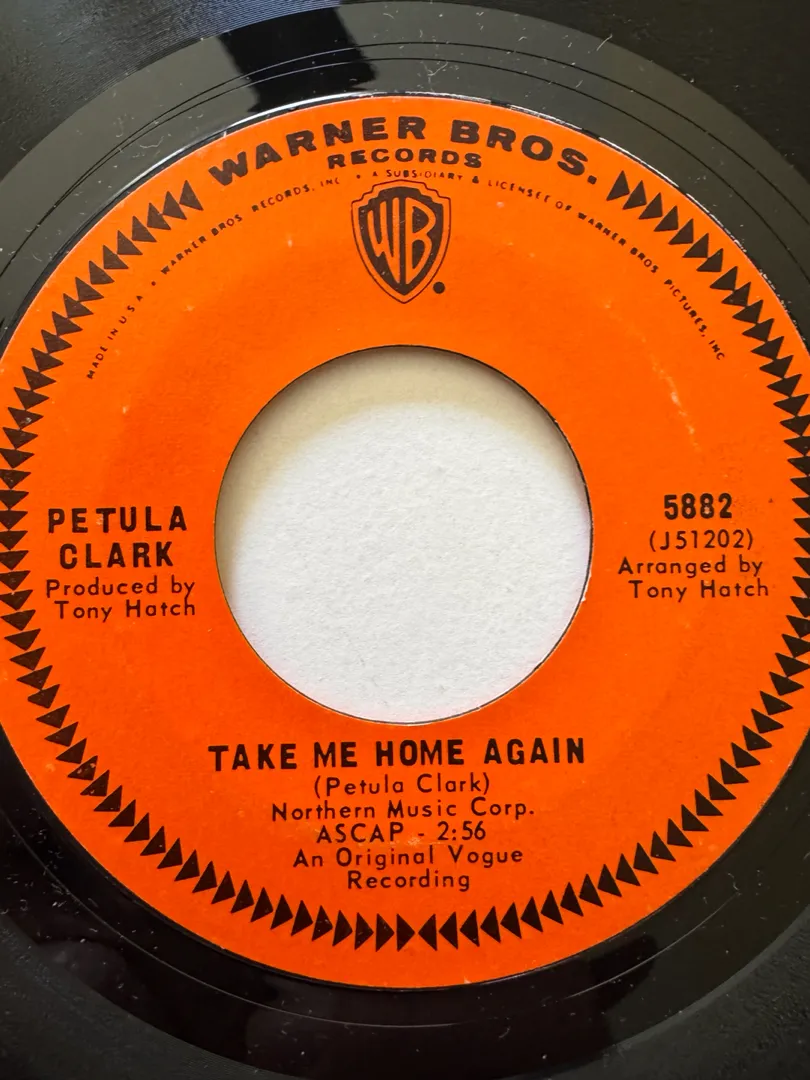 WARNER BROS.
RECORDS
MADE IN U.S.A. • WARNER BROS RECORDS, INC • A SUBSIDIARY & LICENSEE OF WARNER BROS PICTURES, INC
WB
PETULA
CLARK
Produced by
Tony Hatch
5882
(J51202)
Arranged by
Tony Hatch
TAKE ME HOME AGAIN
(Petula Clark)
Northern Music Corp.
ASCAP - 2:56
An Original Vogue
Recording